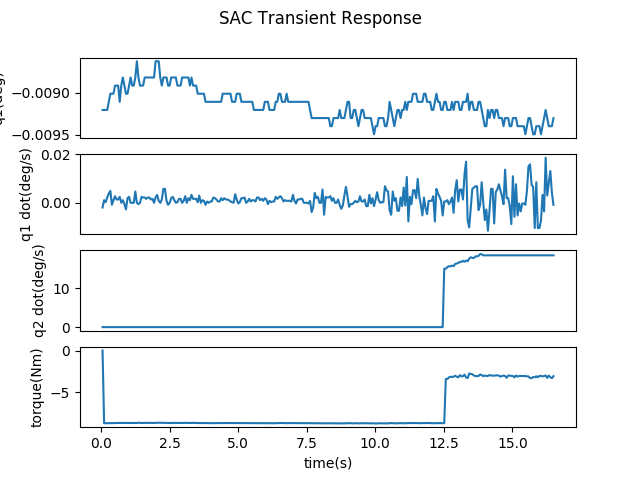 SAC Transient Response
q1(deg)
−0.0090
−0.0095
q1 dot(deg/s)
0.02
0.00
q2 dot(deg/s)
10
0
torque(Nm)
0
−5
0.0 2.5 5.0 7.5 10.0 12.5 15.0
time(s)